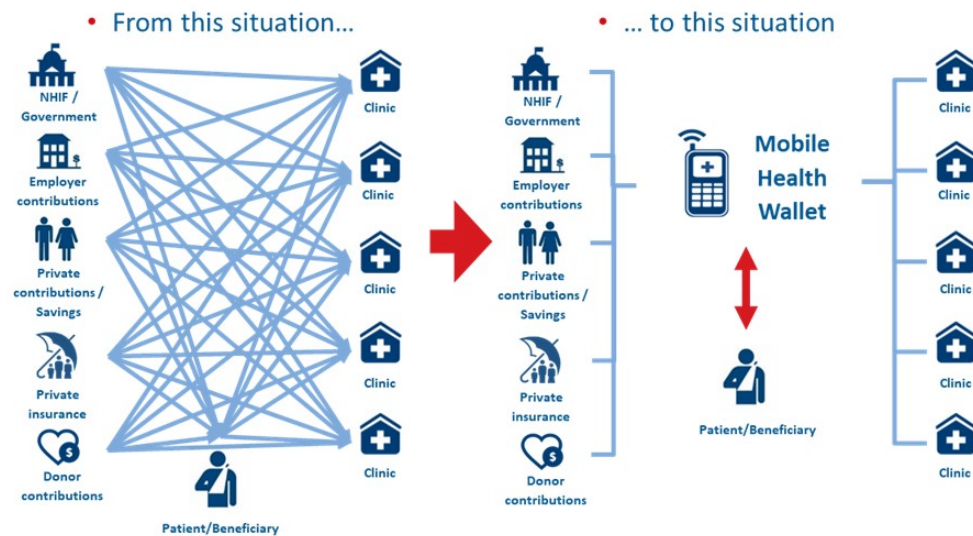 • From this situation...
NHIF /
Government
Employer
contributions
Private
contributions /
Savings
Private
insurance
$
Donor
contributions
Clinic
Clinic
Clinic
Clinic
Clinic
Patient/Beneficiary
• ... to this situation
NHIF /
Government
Employer
contributions
Private
contributions /
Savings
Private
insurance
$
Donor
contributions
Mobile
Health
Wallet
Patient/Beneficiary
Clinic
Clinic
Clinic
Clinic
Clinic